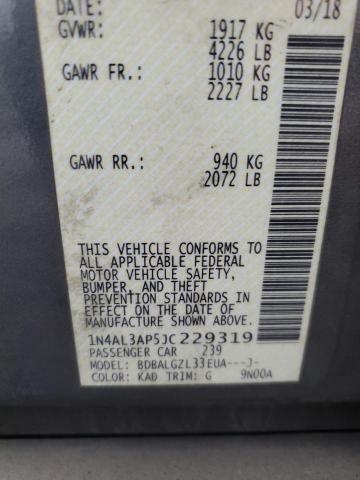 DATE: 03/18
GVWR: 1917 KG
4226 LB
GAWR FR.: 1010 KG
2227 LB
GAWR RR.: 940 KG
2072 LB
THIS VEHICLE CONFORMS TO
ALL APPLICABLE FEDERAL
MOTOR VEHICLE SAFETY,
BUMPER, AND THEFT
PREVENTION STANDARDS
IN EFFECT ON THE DATE OF
MANUFACTURE SHOWN ABOVE.
1N4AL3AP5JC229319
PASSENGER CAR 239
MODEL: BDBALGZL33EUA---J-
COLOR: KAD TRIM: G 9N00A